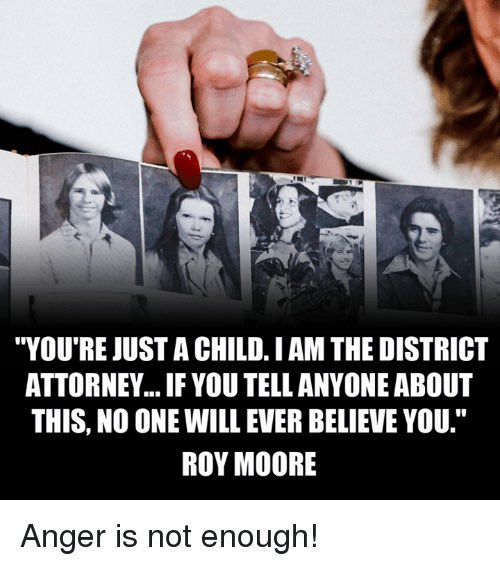 "YOU'RE JUST A CHILD. I AM THE DISTRICT
ATTORNEY... IF YOU TELL ANYONE ABOUT
THIS, NO ONE WILL EVER BELIEVE YOU."
ROY MOORE
Anger is not enough!